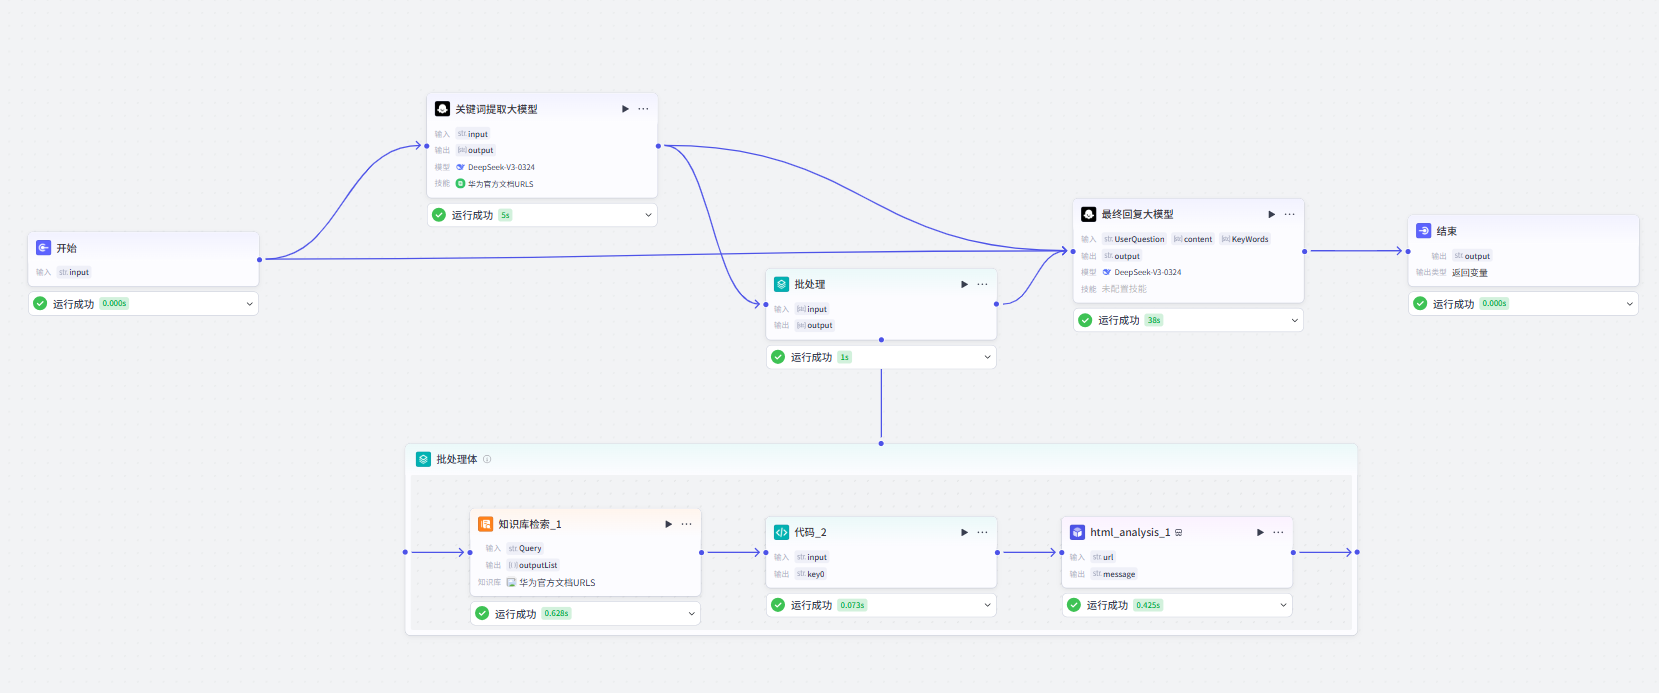 关键词提取大模型
输入 str. input
输出 [str] output
模型 DeepSeek-V3-0324
技能 华为官方文档URLS
运行成功 5s
开始
输入 str. input
运行成功 0.000s
批处理
输入 [str] input
输出 [str] output
运行成功 1s
最终回复大模型
输入 str. UserQuestion [str] content [str] KeyWords
输出 str. output
模型 DeepSeek-V3-0324
技能 未配置技能
运行成功 38s
结束
输出 str. output
输出类型 返回变量
运行成功 0.000s
批处理体
知识库检索_1
输入 str. Query
输出 outputList
知识库 华为官方文档URLS
运行成功 0.628s
代码_2
输入 str. input
输出 str. key0
运行成功 0.073s
html_analysis_1
输入 str. url
输出 str. message
运行成功 0.425s